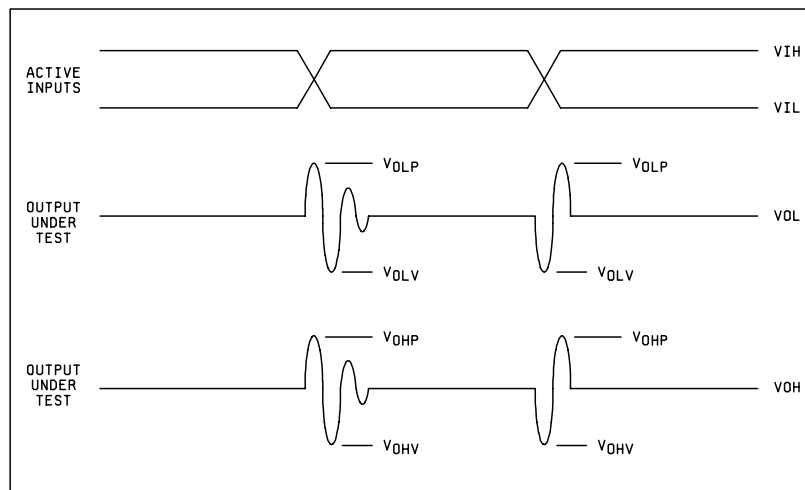 VIH
ACTIVE
INPUTS
VIL
VOLP
VOLP
OUTPUT
UNDER
TEST
VOL
VOLV
VOLV
VOHP
VOHP
OUTPUT
UNDER
TEST
VOH
VOHV
VOHV